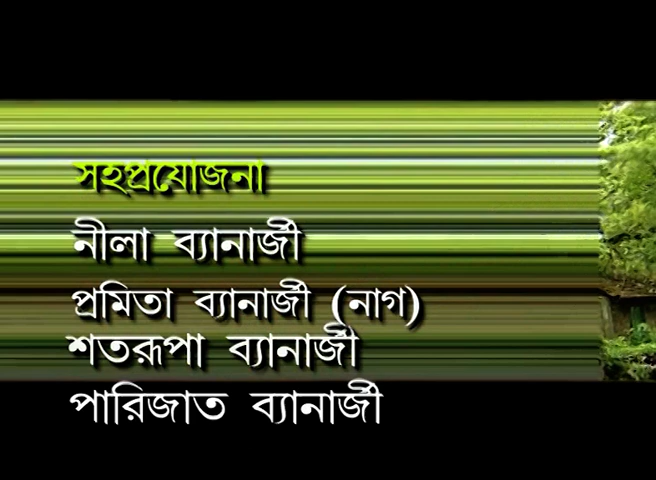 সহপ্রযোজনা
নীলা ব্যানার্জী
প্রমিতা ব্যানার্জী (নাগ)
শতরূপা ব্যানার্জী
পারিজাত ব্যানার্জী